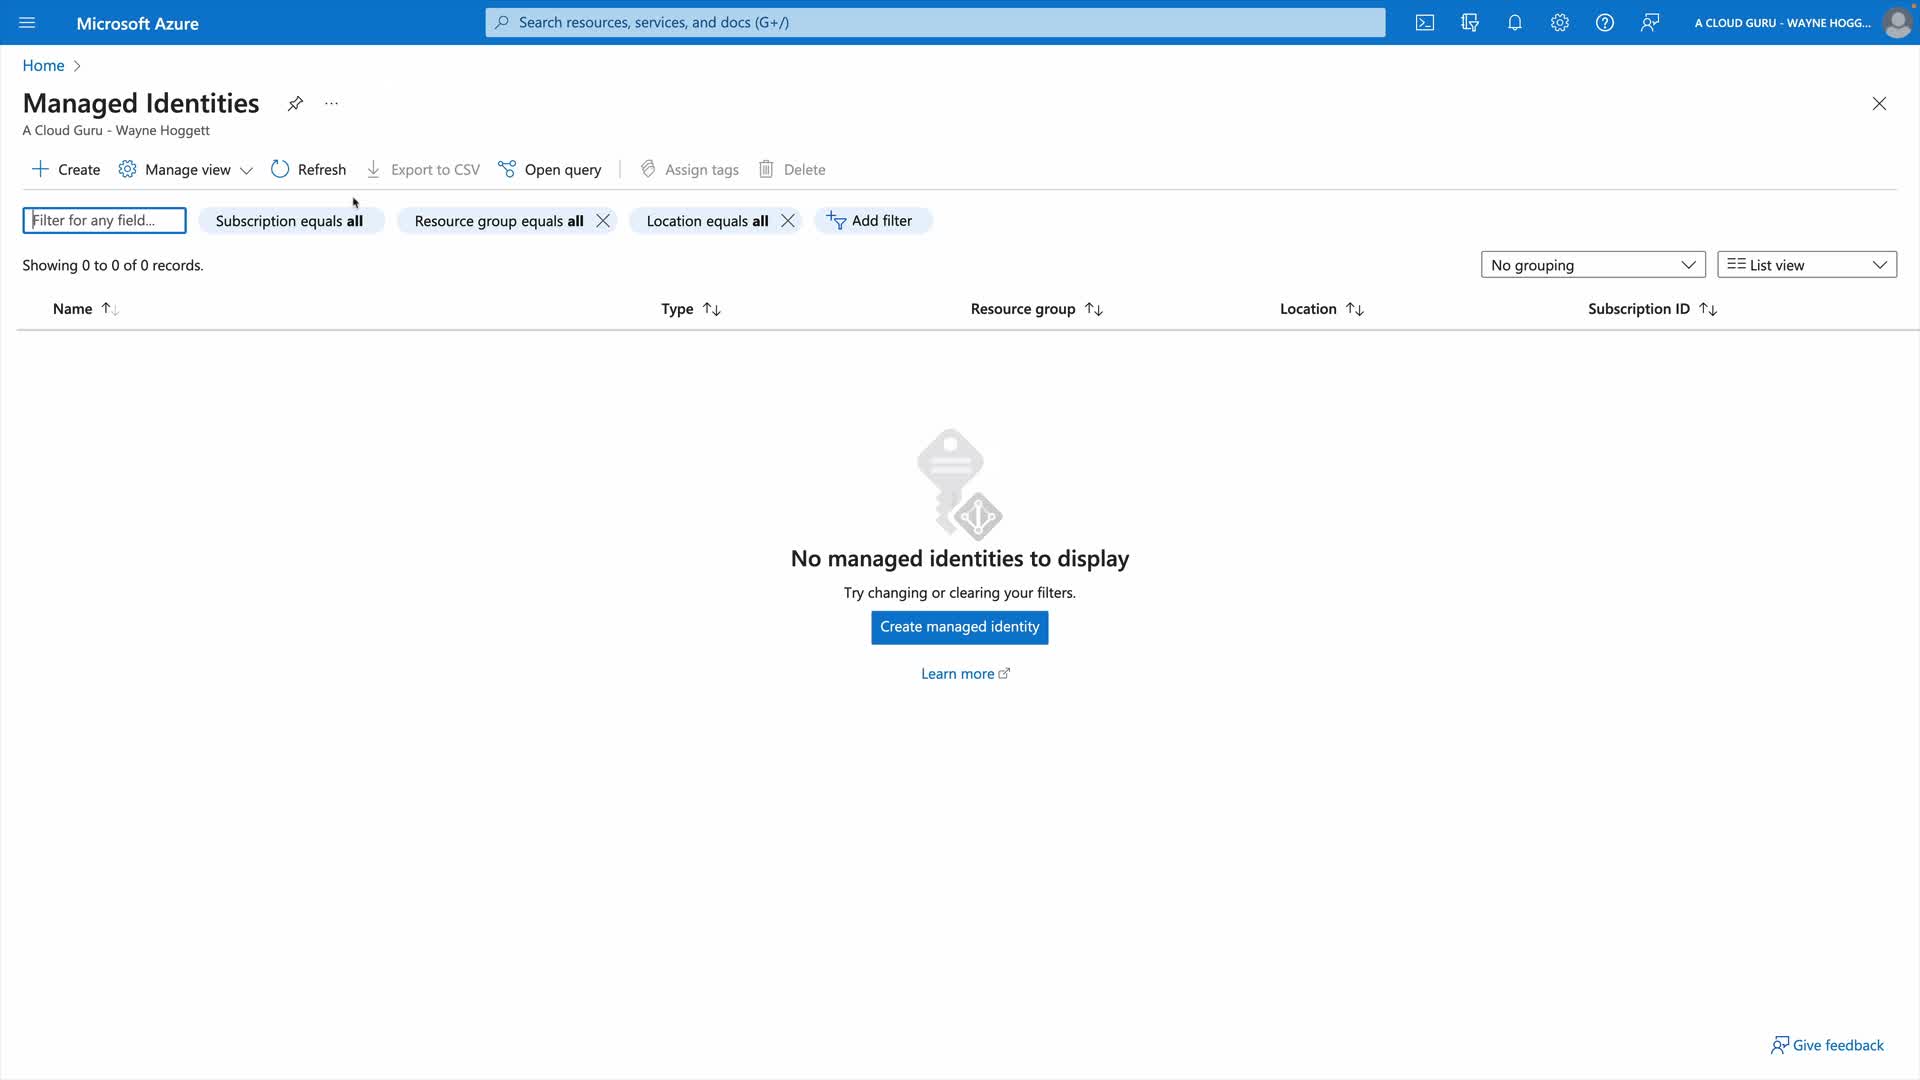 Microsoft Azure
Search resources, services, and docs (G+/)
A CLOUD GURU - WAYNE HOGG...
Home
Managed Identities
...
A Cloud Guru - Wayne Hoggett
Create Manage view Refresh Export to CSV Open query Assign tags Delete
Filter for any field... Subscription equals all Resource group equals all Location equals all Add filter
Showing 0 to 0 of 0 records. No grouping List view
Name Type Resource group Location Subscription ID
No managed identities to display
Try changing or clearing your filters.
Create managed identity
Learn more
Give feedback